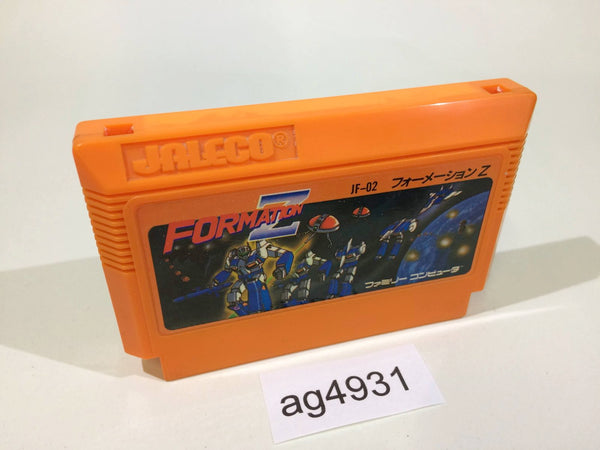 JALECO®
JF-02 フォーメーションZ
FORMATION Z
ファミリー コンピュータ
ag4931